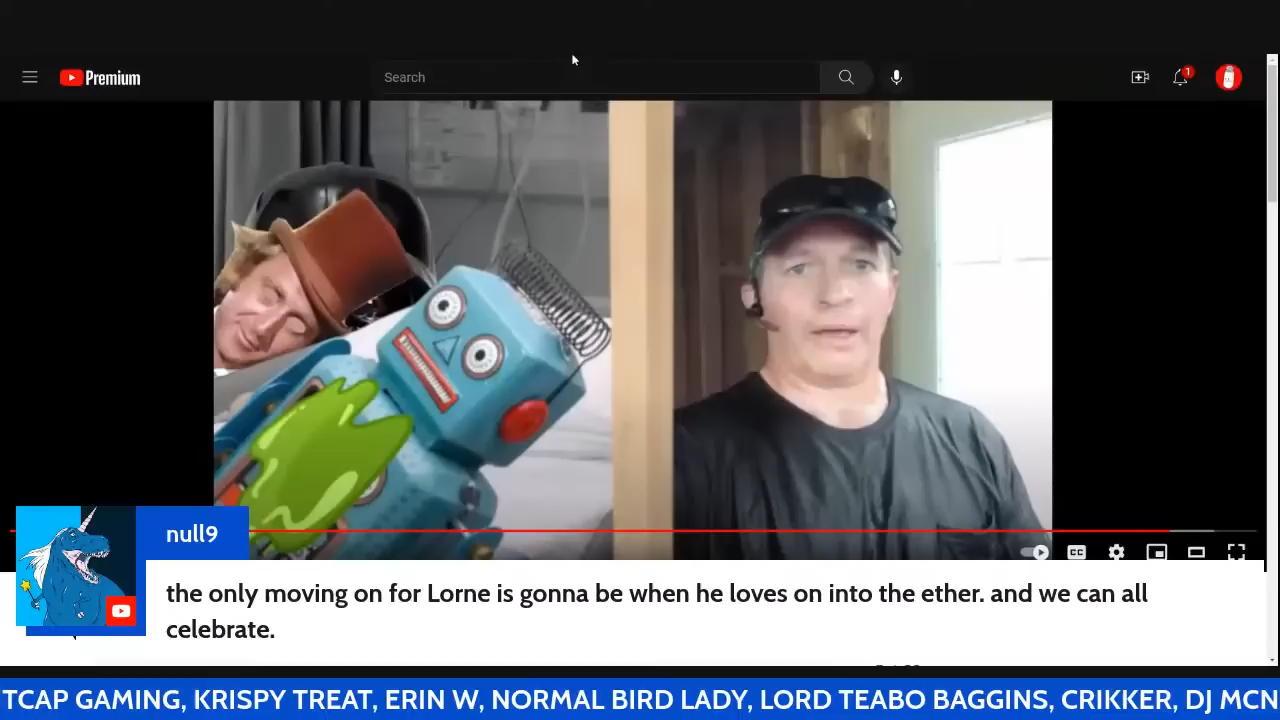 Premium
Search
1
CC
null9
the only moving on for Lorne is gonna be when he loves on into the ether. and we can all
celebrate.
TCAP GAMING, KRISPY TREAT, ERIN W, NORMAL BIRD LADY, LORD TEABO BAGGINS, CRIKKER, DJ MCN